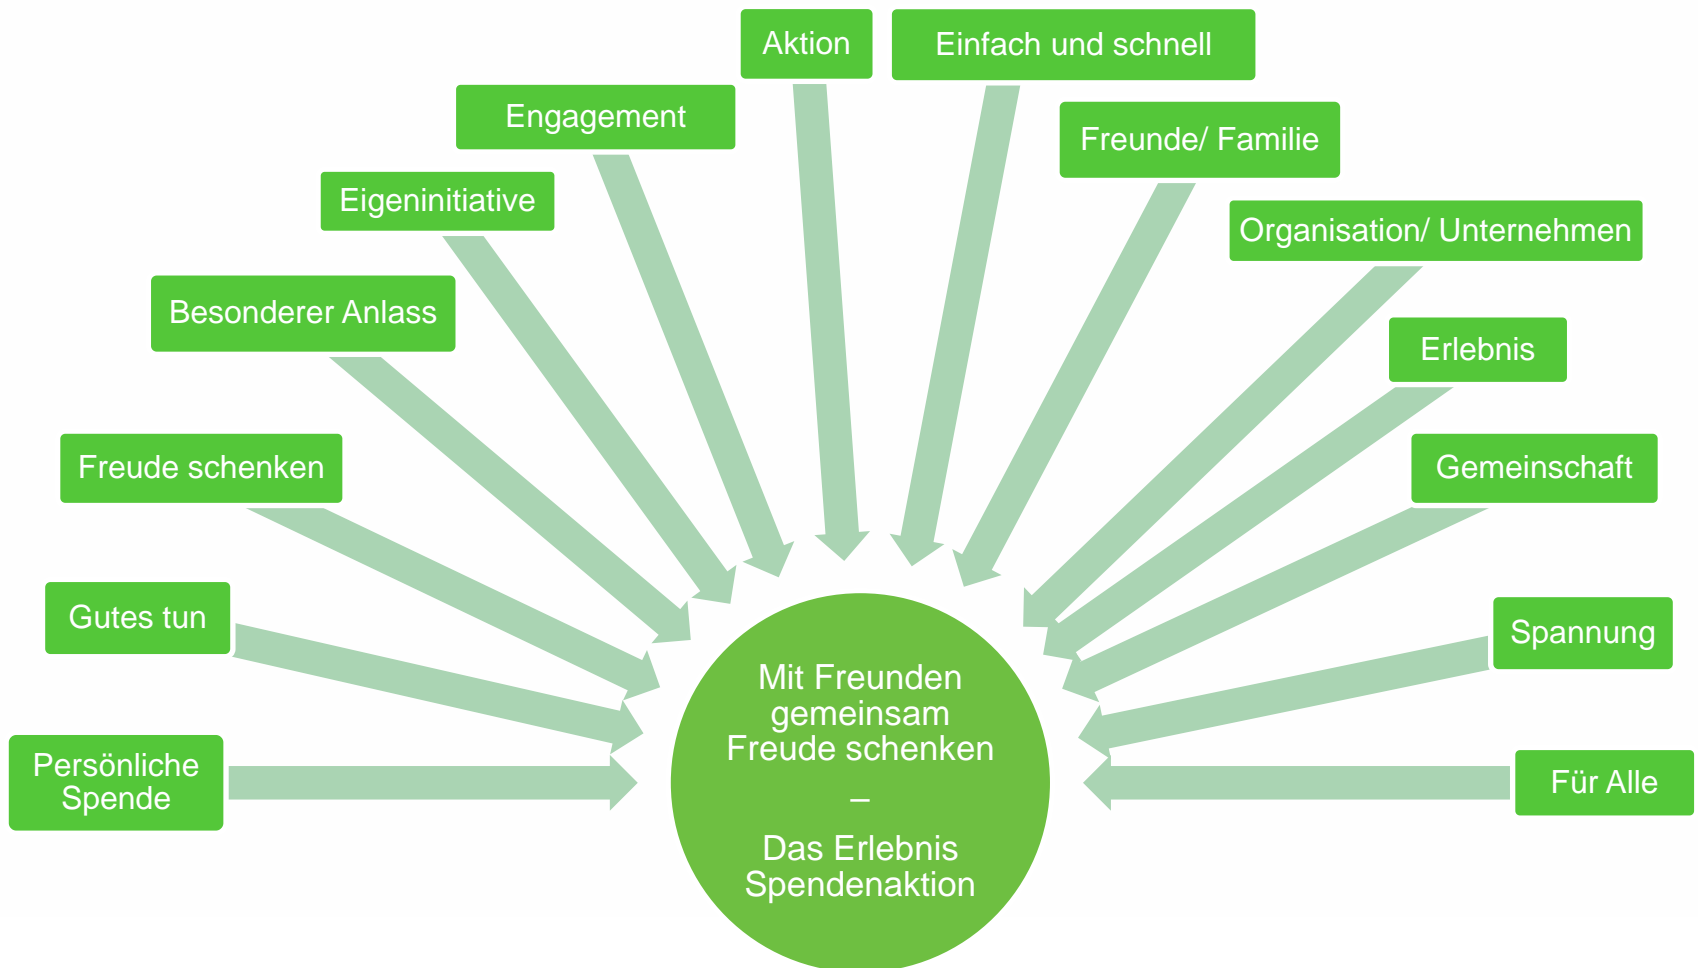 Aktion
Einfach und schnell
Engagement
Freunde/ Familie
Eigeninitiative
Organisation/ Unternehmen
Besonderer Anlass
Erlebnis
Freude schenken
Gemeinschaft
Gutes tun
Spannung
Persönliche
Spende
Für Alle
Mit Freunden
gemeinsam
Freude schenken
–
Das Erlebnis
Spendenaktion